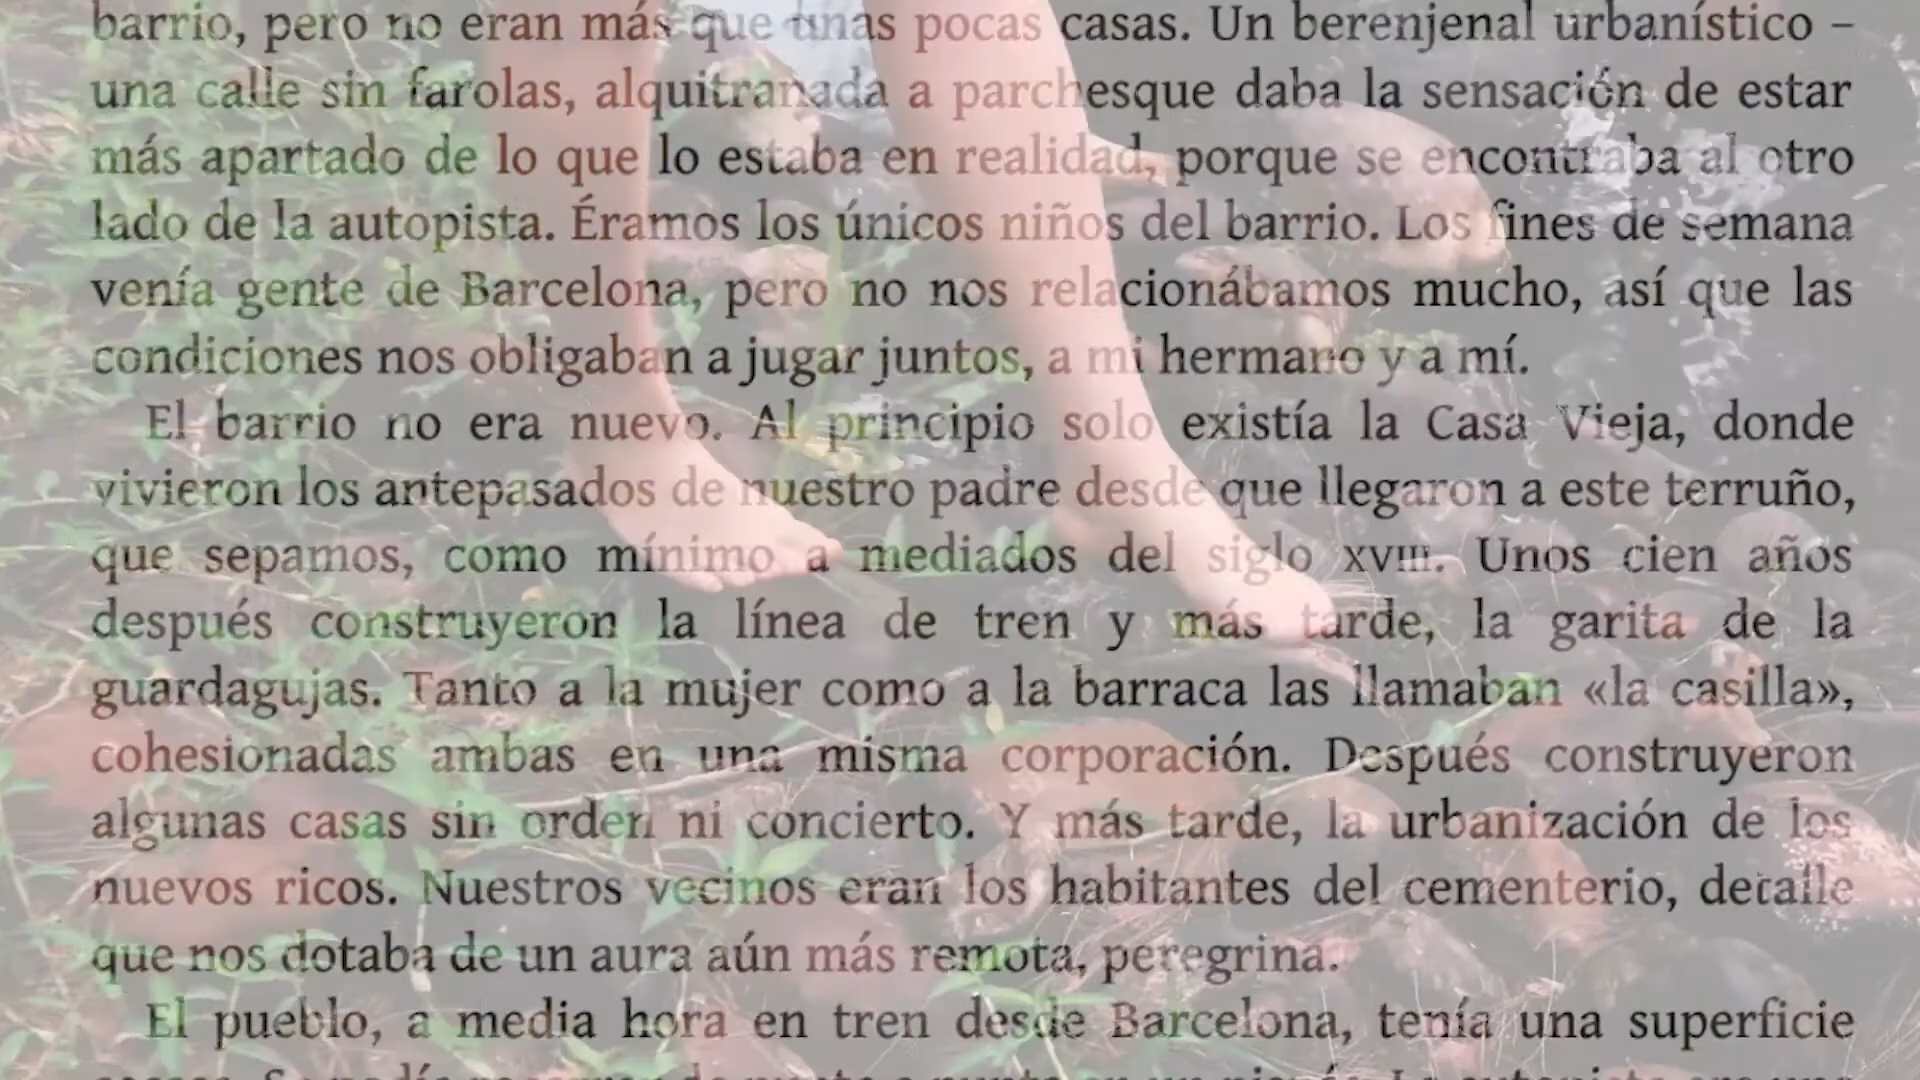 barrio, pero no eran más que unas pocas casas. Un berenjenal urbanístico –
una calle sin farolas, alquitranada a parchesque daba la sensación de estar
más apartado de lo que lo estaba en realidad, porque se encontraba al otro
lado de la autopista. Éramos los únicos niños del barrio. Los fines de semana
venía gente de Barcelona, pero no nos relacionábamos mucho, así que las
condiciones nos obligaban a jugar juntos, a mi hermano y a mí.
El barrio no era nuevo. Al principio solo existía la Casa Vieja, donde
vivieron los antepasados de nuestro padre desde que llegaron a este terruño,
que sepamos, como mínimo a mediados del siglo XVIII. Unos cien años
después construyeron la línea de tren y más tarde, la garita de la
guardagujas. Tanto a la mujer como a la barraca las llamaban «la casilla»,
cohesionadas ambas en una misma corporación. Después construyeron
algunas casas sin orden ni concierto. Y más tarde, la urbanización de los
nuevos ricos. Nuestros vecinos eran los habitantes del cementerio, detalle
que nos dotaba de un aura aún más remota, peregrina.
El pueblo, a media hora en tren desde Barcelona, tenía una superficie